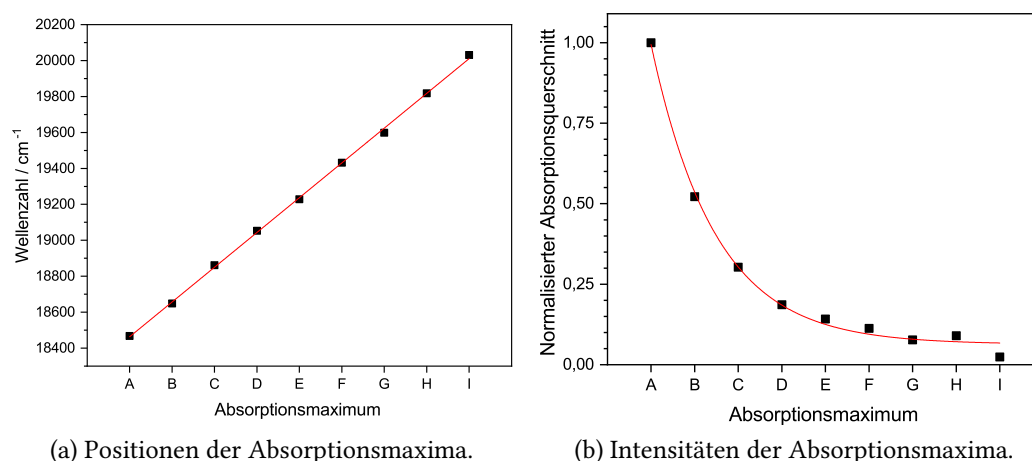 20200
20000
19800
19600
19400
19200
19000
18800
18600
18400
Wellenzahl / cm⁻¹
A B C D E F G H I
Absorptionsmaximum
(a) Positionen der Absorptionsmaxima.
1,00
0,75
0,50
0,25
0,00
Normalisierter Absorptionsquerschnitt
A B C D E F G H I
Absorptionsmaximum
(b) Intensitäten der Absorptionsmaxima.